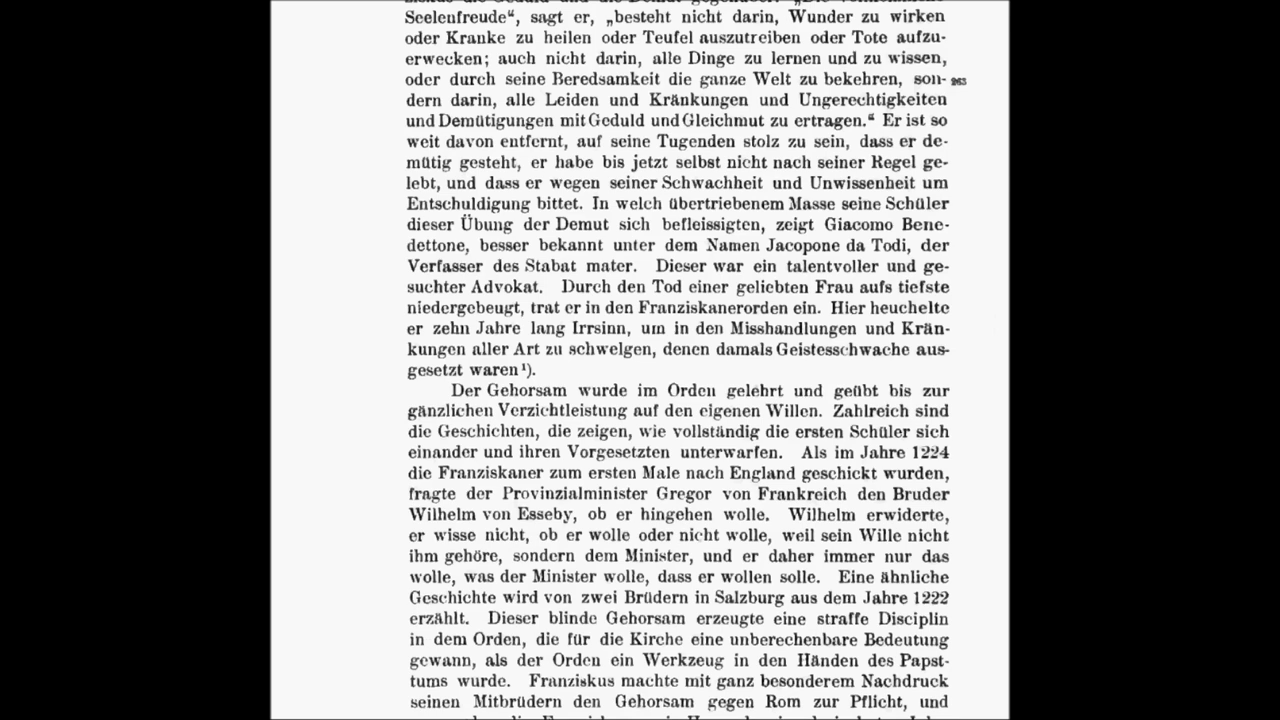 Seelenfreude“, sagt er, „besteht nicht darin, Wunder zu wirken
oder Kranke zu heilen oder Teufel auszutreiben oder Tote aufzu-
erwecken; auch nicht darin, alle Dinge zu lernen und zu wissen,
oder durch seine Beredsamkeit die ganze Welt zu bekehren, son- 263
dern darin, alle Leiden und Kränkungen und Ungerechtigkeiten
und Demütigungen mit Geduld und Gleichmut zu ertragen.“ Er ist so
weit davon entfernt, auf seine Tugenden stolz zu sein, dass er de-
mütig gesteht, er habe bis jetzt selbst nicht nach seiner Regel ge-
lebt, und dass er wegen seiner Schwachheit und Unwissenheit um
Entschuldigung bittet. In welch übertriebenem Masse seine Schüler
dieser Übung der Demut sich befleissigten, zeigt Giacomo Bene-
dettone, besser bekannt unter dem Namen Jacopone da Todi, der
Verfasser des Stabat mater. Dieser war ein talentvoller und ge-
suchter Advokat. Durch den Tod einer geliebten Frau aufs tiefste
niedergebeugt, trat er in den Franziskanerorden ein. Hier heuchelte
er zehn Jahre lang Irrsinn, um in den Misshandlungen und Krän-
kungen aller Art zu schwelgen, denen damals Geistesschwache aus-
gesetzt waren¹).
Der Gehorsam wurde im Orden gelehrt und geübt bis zur
gänzlichen Verzichtleistung auf den eigenen Willen. Zahlreich sind
die Geschichten, die zeigen, wie vollständig die ersten Schüler sich
einander und ihren Vorgesetzten unterwarfen. Als im Jahre 1224
die Franziskaner zum ersten Male nach England geschickt wurden,
fragte der Provinzialminister Gregor von Frankreich den Bruder
Wilhelm von Esseby, ob er hingehen wolle. Wilhelm erwiderte,
er wisse nicht, ob er wolle oder nicht wolle, weil sein Wille nicht
ihm gehöre, sondern dem Minister, und er daher immer nur das
wolle, was der Minister wolle, dass er wollen solle. Eine ähnliche
Geschichte wird von zwei Brüdern in Salzburg aus dem Jahre 1222
erzählt. Dieser blinde Gehorsam erzeugte eine straffe Disciplin
in dem Orden, die für die Kirche eine unberechenbare Bedeutung
gewann, als der Orden ein Werkzeug in den Händen des Papst-
tums wurde. Franziskus machte mit ganz besonderem Nachdruck
seinen Mitbrüdern den Gehorsam gegen Rom zur Pflicht, und